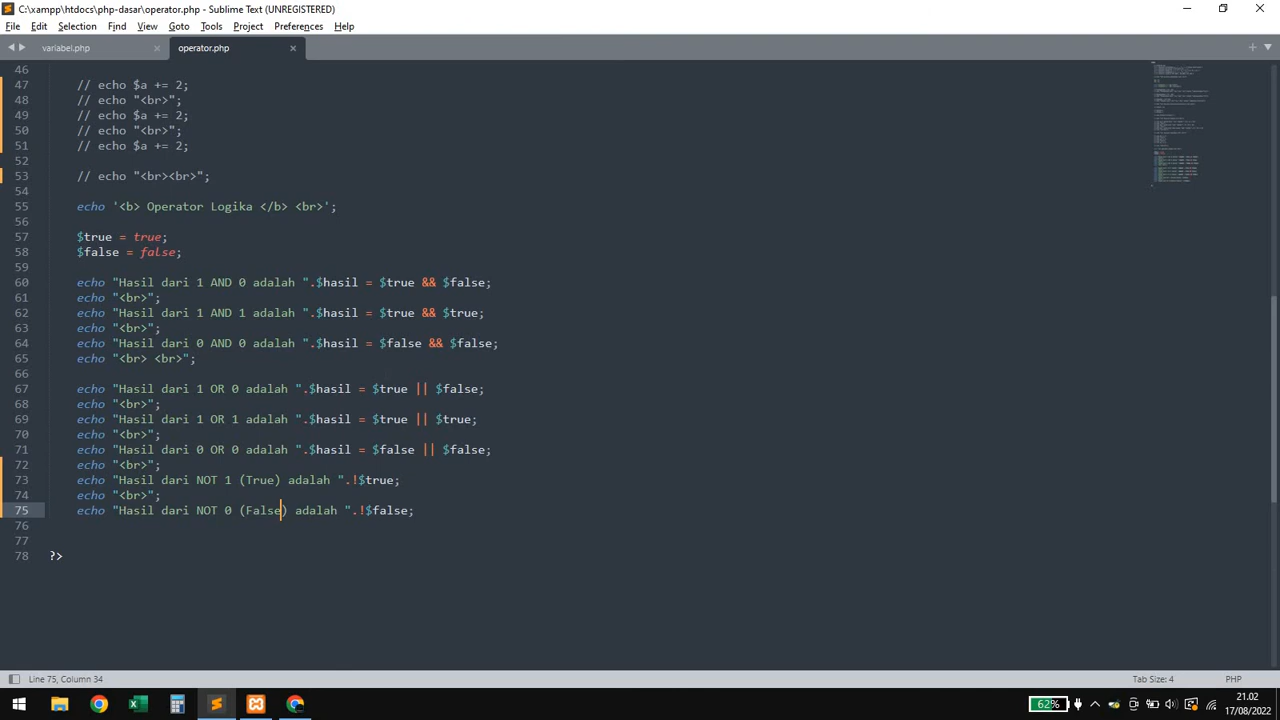 C:\xampp\htdocs\php-dasar\operator.php - Sublime Text (UNREGISTERED)
File Edit Selection Find View Goto Tools Project Preferences Help
variabel.php × operator.php ×
46
47 // echo $a += 2;
48 // echo "<br>";
49 // echo $a += 2;
50 // echo "<br>";
51 // echo $a += 2;
52
53 // echo "<br><br>";
54
55 echo '<b> Operator Logika </b> <br>';
56
57 $true = true;
58 $false = false;
59
60 echo "Hasil dari 1 AND 0 adalah ".$hasil = $true && $false;
61 echo "<br>";
62 echo "Hasil dari 1 AND 1 adalah ".$hasil = $true && $true;
63 echo "<br>";
64 echo "Hasil dari 0 AND 0 adalah ".$hasil = $false && $false;
65 echo "<br> <br>";
66
67 echo "Hasil dari 1 OR 0 adalah ".$hasil = $true || $false;
68 echo "<br>";
69 echo "Hasil dari 1 OR 1 adalah ".$hasil = $true || $true;
70 echo "<br>";
71 echo "Hasil dari 0 OR 0 adalah ".$hasil = $false || $false;
72 echo "<br>";
73 echo "Hasil dari NOT 1 (True) adalah ".!$true;
74 echo "<br>";
75 echo "Hasil dari NOT 0 (False) adalah ".!$false;
76
77
78 ?>
Line 75, Column 34 Tab Size: 4 PHP
62% 21.02
17/08/2022